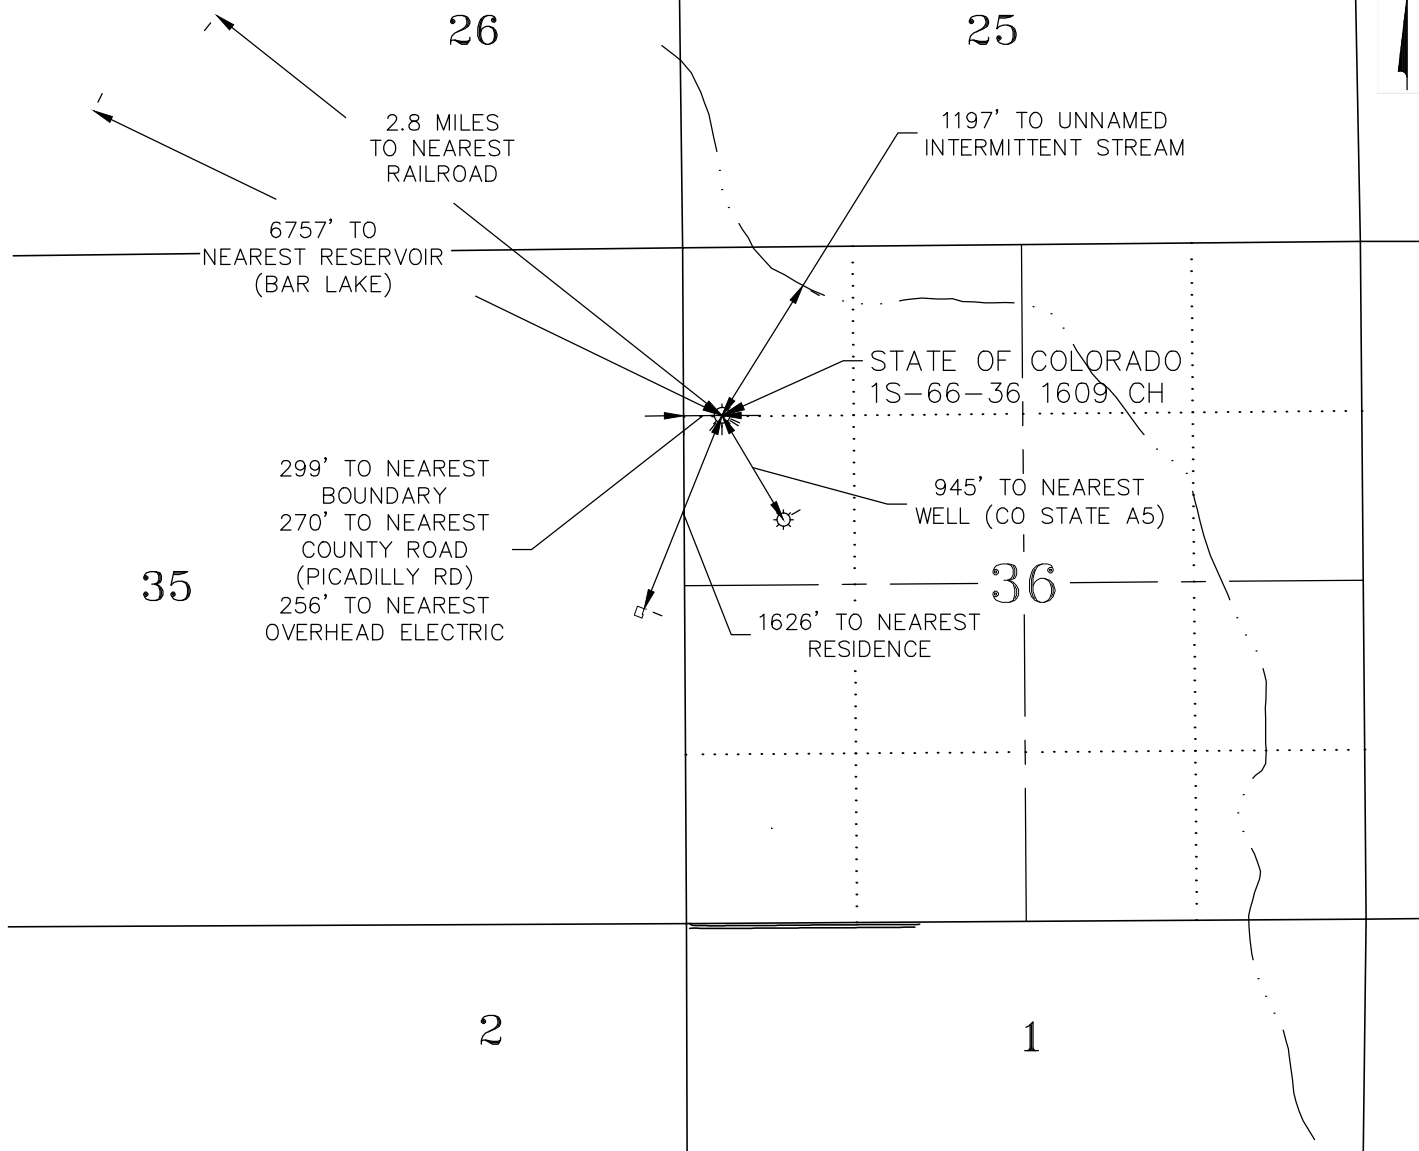 26
25
2.8 MILES
TO NEAREST
RAILROAD
1197' TO UNNAMED
INTERMITTENT STREAM
6757' TO
NEAREST RESERVOIR
(BAR LAKE)
STATE OF COLORADO
1S-66-36 1609 CH
299' TO NEAREST
BOUNDARY
270' TO NEAREST
COUNTY ROAD
(PICADILLY RD)
256' TO NEAREST
OVERHEAD ELECTRIC
945' TO NEAREST
WELL (CO STATE A5)
35
36
1626' TO NEAREST
RESIDENCE
2
1